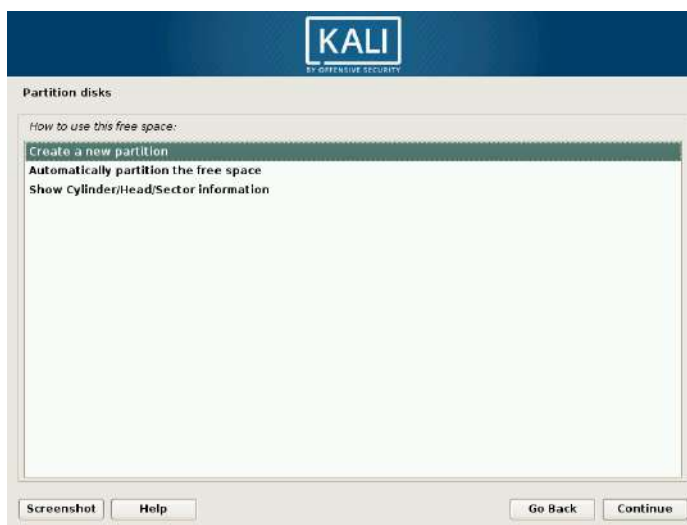 KALI
BY OFFENSIVE SECURITY
Partition disks
How to use this free space:
Create a new partition
Automatically partition the free space
Show Cylinder/Head/Sector information
Screenshot
Help
Go Back
Continue